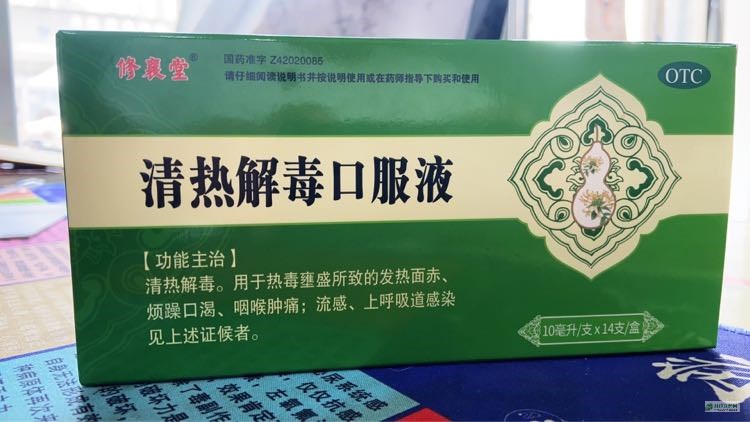 修襄堂®
国药准字 Z42020085
请仔细阅读说明书并按说明使用或在药师指导下购买和使用
OTC
清热解毒口服液
【功能主治】
清热解毒。用于热毒壅盛所致的发热面赤、
烦躁口渴、咽喉肿痛；流感、上呼吸道感染
见上述证候者。
10毫升/支x14支/盒